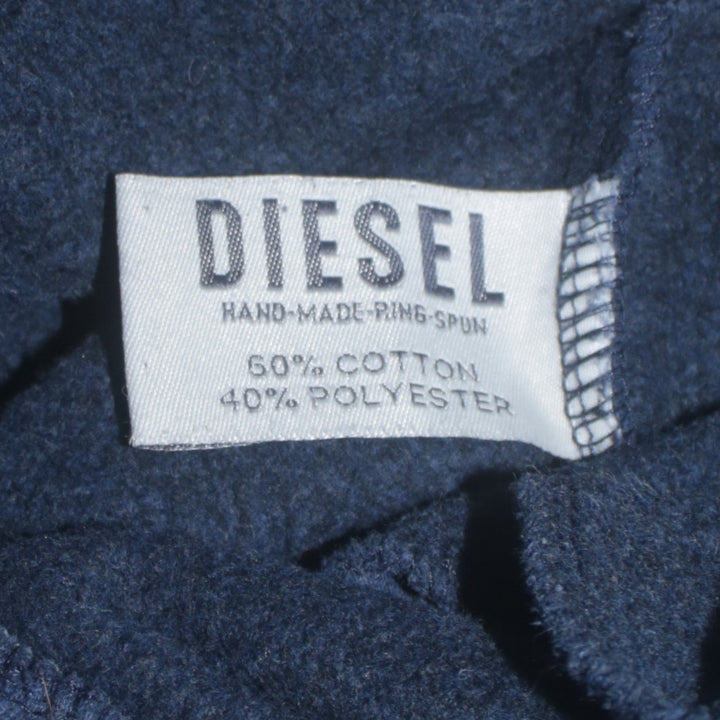 DIESEL
HAND-MADE-RING-SPUN
60% COTTON
40% POLYESTER